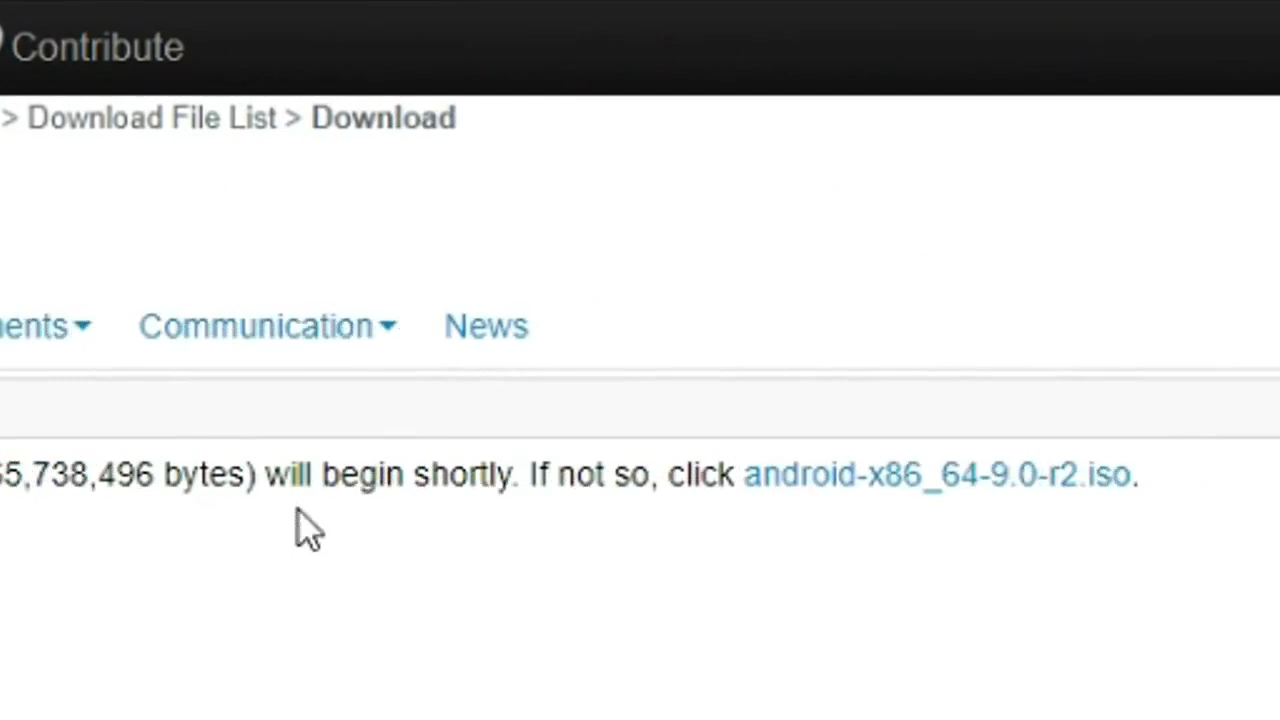 Contribute
> Download File List > Download
Communication News
5,738,496 bytes) will begin shortly. If not so, click android-x86_64-9.0-r2.iso.